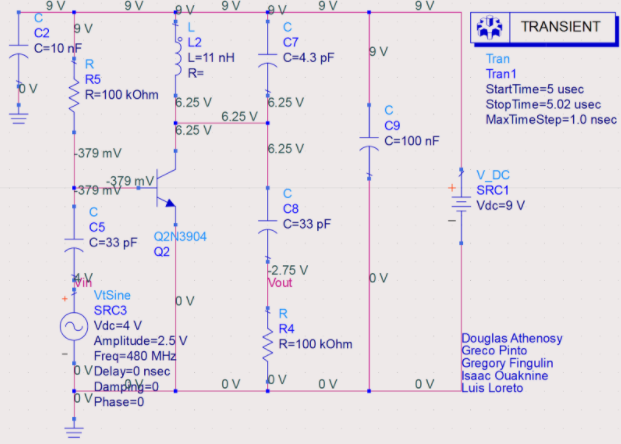 9 V
9 V
9 V
9 V
9 V
9 V
C
C2
C=10 nF
0 V
9 V
R
R5
R=100 kOhm
L
L2
L=11 nH
R=
C
C7
C=4.3 pF
9 V
TRANSIENT
Tran
Tran1
StartTime=5 usec
StopTime=5.02 usec
MaxTimeStep=1.0 nsec
6.25 V
6.25 V
6.25 V
6.25 V
6.25 V
C
C9
C=100 nF
-379 mV
-379 mV
-379 mV
V_DC
SRC1
Vdc=9 V
+
−
C
C5
C=33 pF
Q2N3904
Q2
C
C8
C=33 pF
4 V
Vin
-2.75 V
Vout
0 V
+
−
VtSine
SRC3
Vdc=4 V
Amplitude=2.5 V
Freq=480 MHz
Delay=0 nsec
Damping=0
Phase=0
0 V
R
R4
R=100 kOhm
0 V
0 V
0 V
0 V
0 V
0 V
0 V
0 V
Douglas Athenosy
Greco Pinto
Gregory Fingulin
Isaac Ouaknine
Luis Loreto